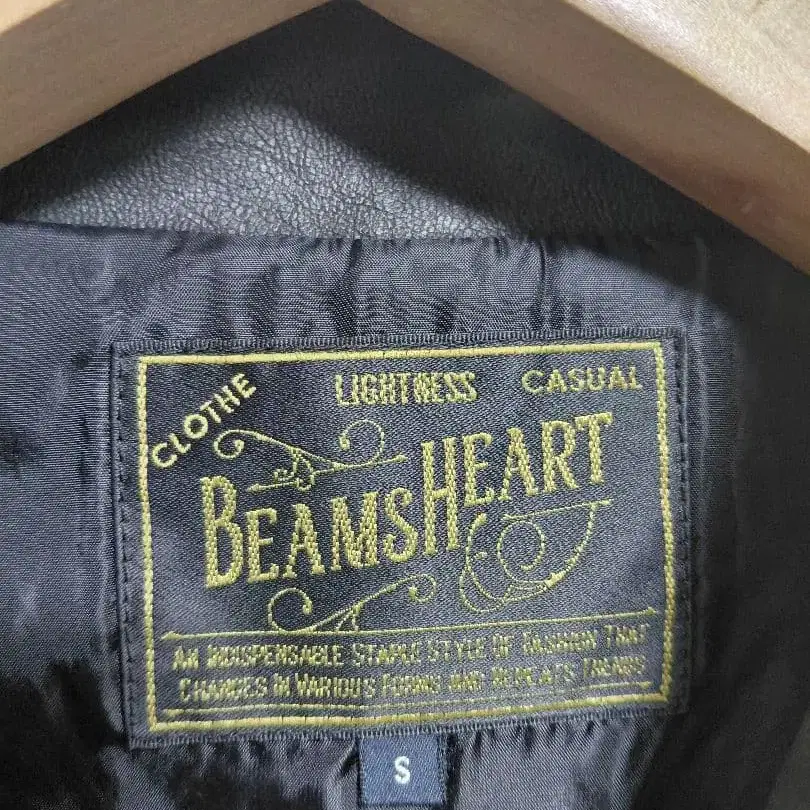 CLOTHE LIGHTNESS CASUAL
BEAMSHEART
AN INDISPENSABLE STAPLE STYLE OF FASHION THAT
CHANGES IN VARIOUS FORMS AND REPEATS TRENDS
S